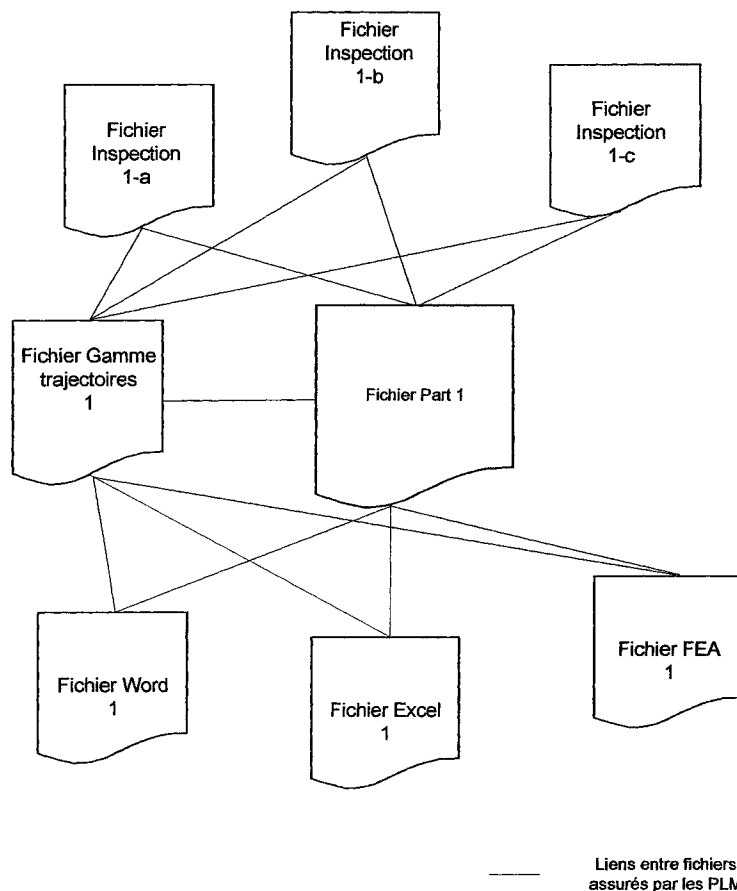 Fichier
Inspection
1-b
Fichier
Inspection
1-a
Fichier
Inspection
1-c
Fichier Gamme
trajectoires
1
Fichier Part 1
Fichier Word
1
Fichier Excel
1
Fichier FEA
1
Liens entre fichiers
assurés par les PLM